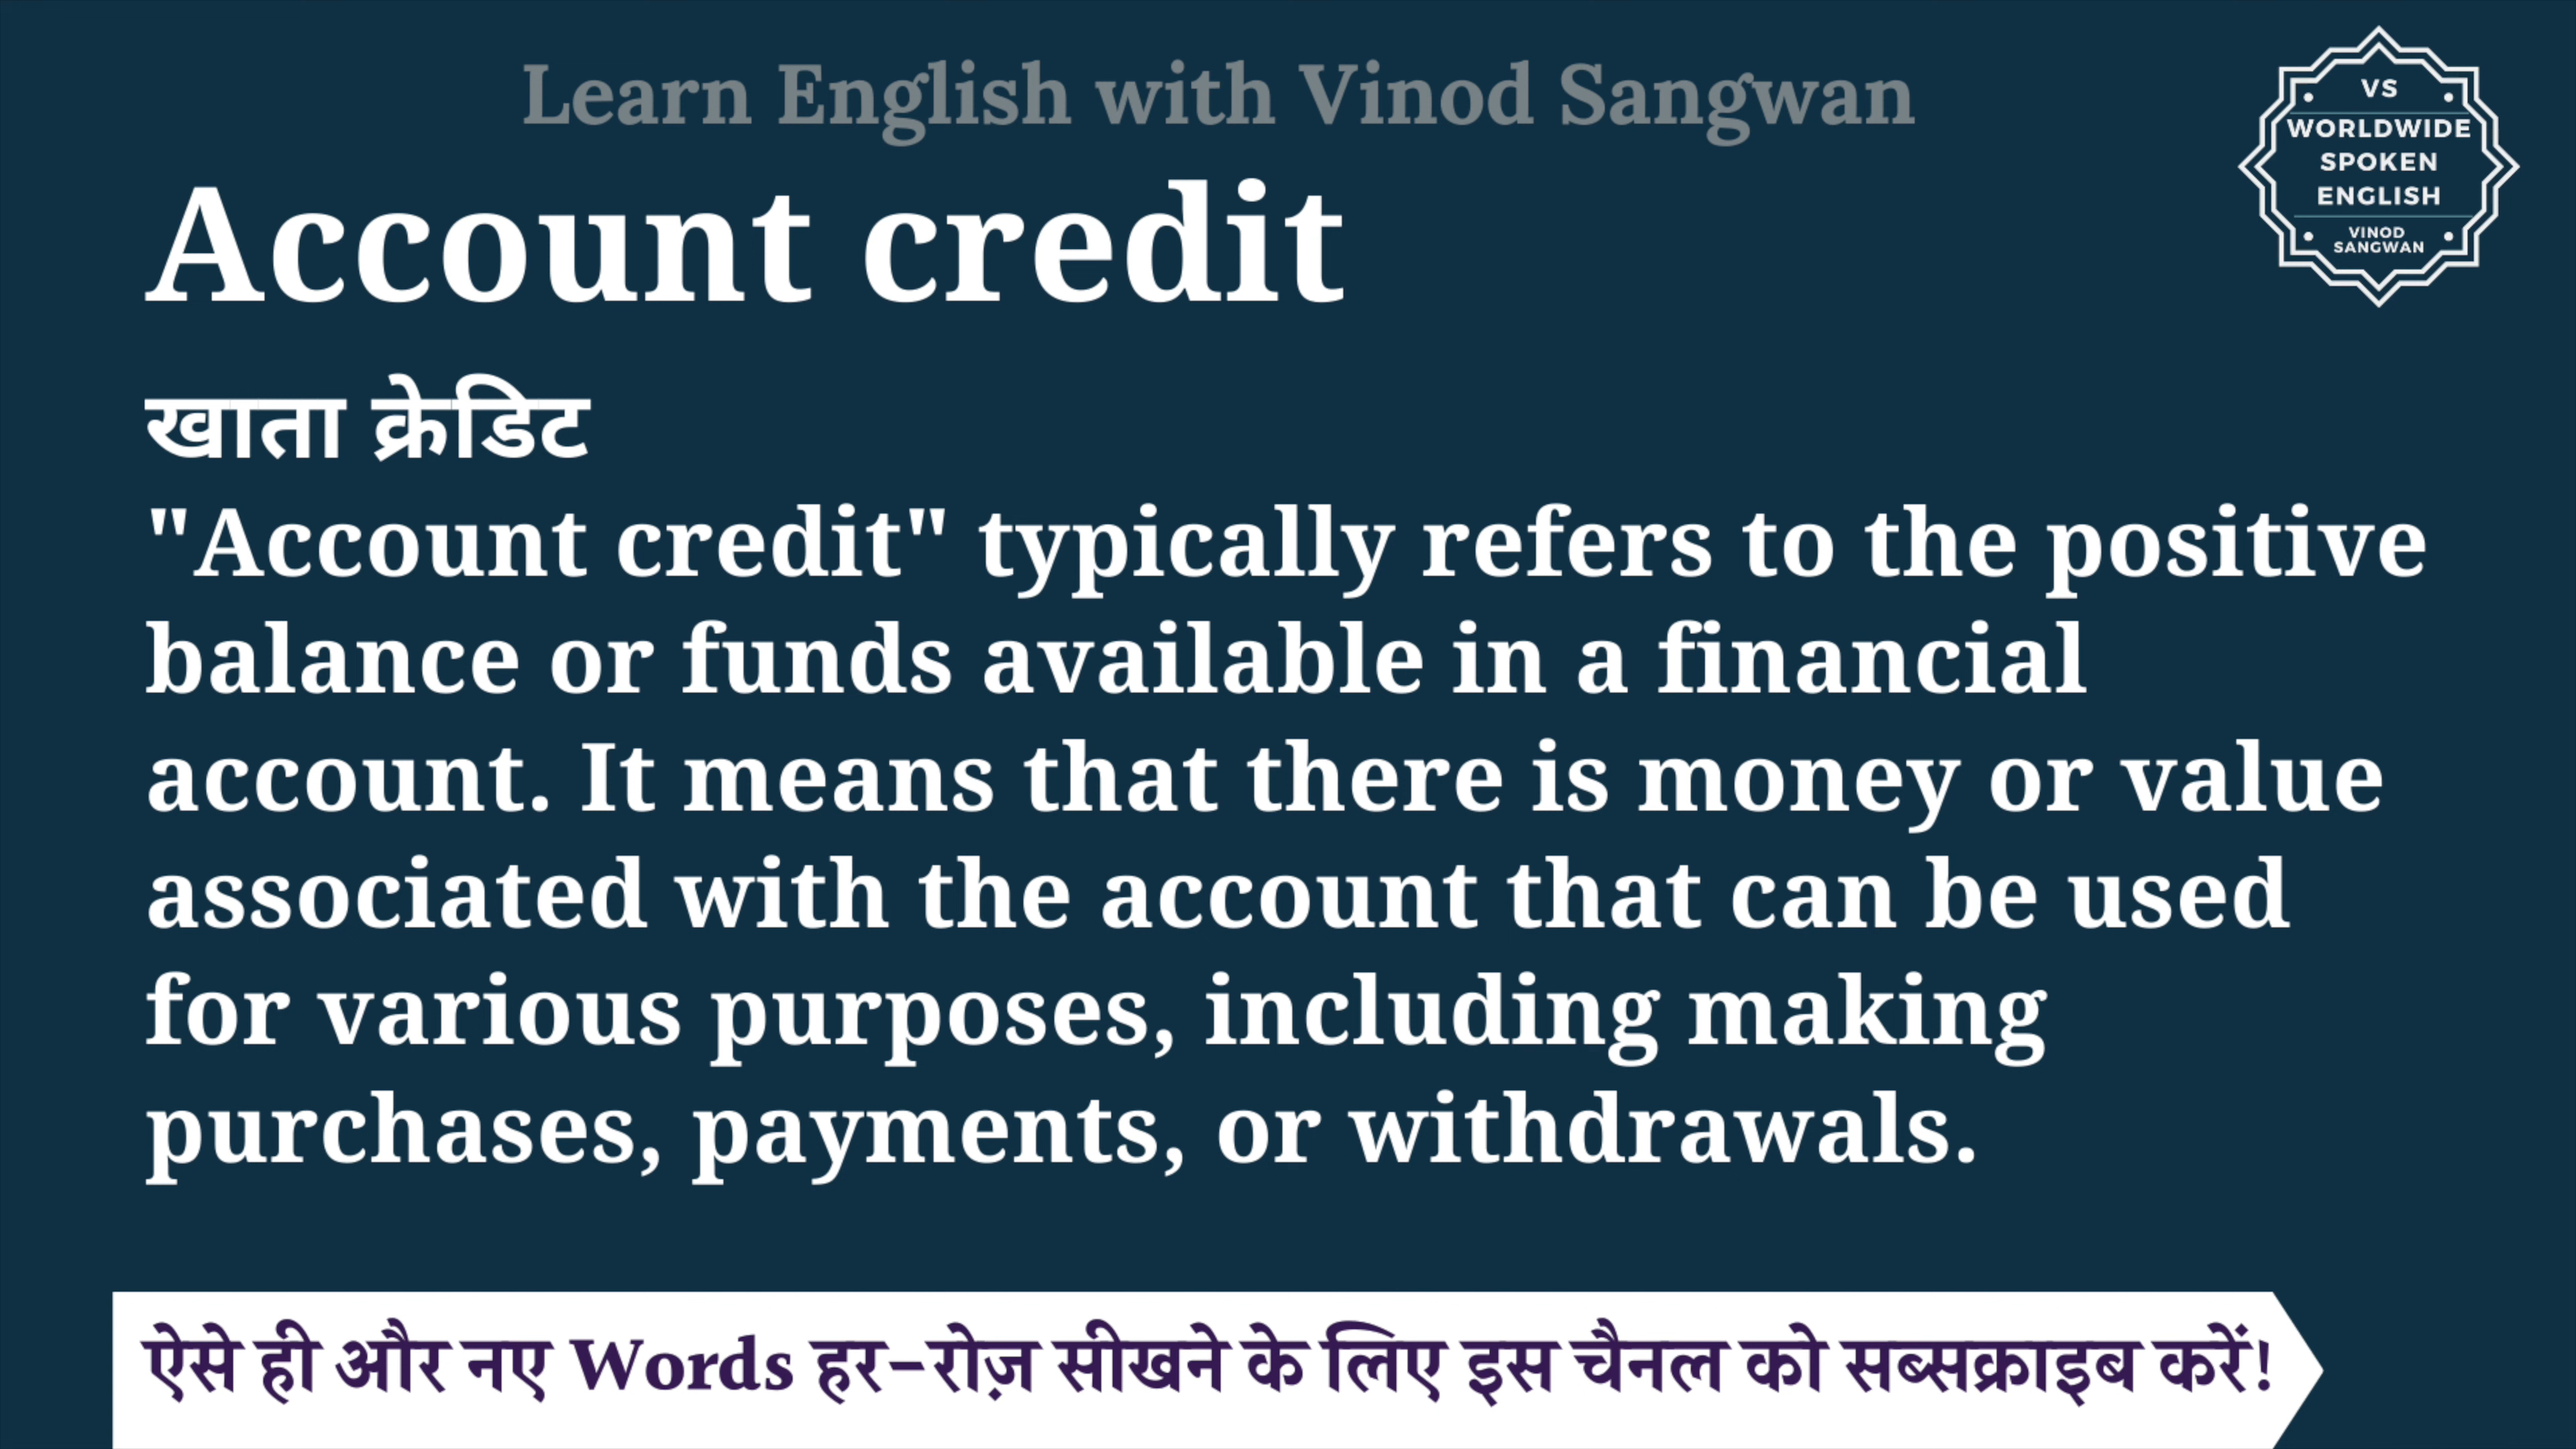 Learn English with Vinod Sangwan
VS
WORLDWIDE
SPOKEN
ENGLISH
VINOD
SANGWAN
Account credit
खाता क्रेडिट
"Account credit" typically refers to the positive
balance or funds available in a financial
account. It means that there is money or value
associated with the account that can be used
for various purposes, including making
purchases, payments, or withdrawals.
ऐसे ही और नए Words हर-रोज़ सीखने के लिए इस चैनल को सब्सक्राइब करें!